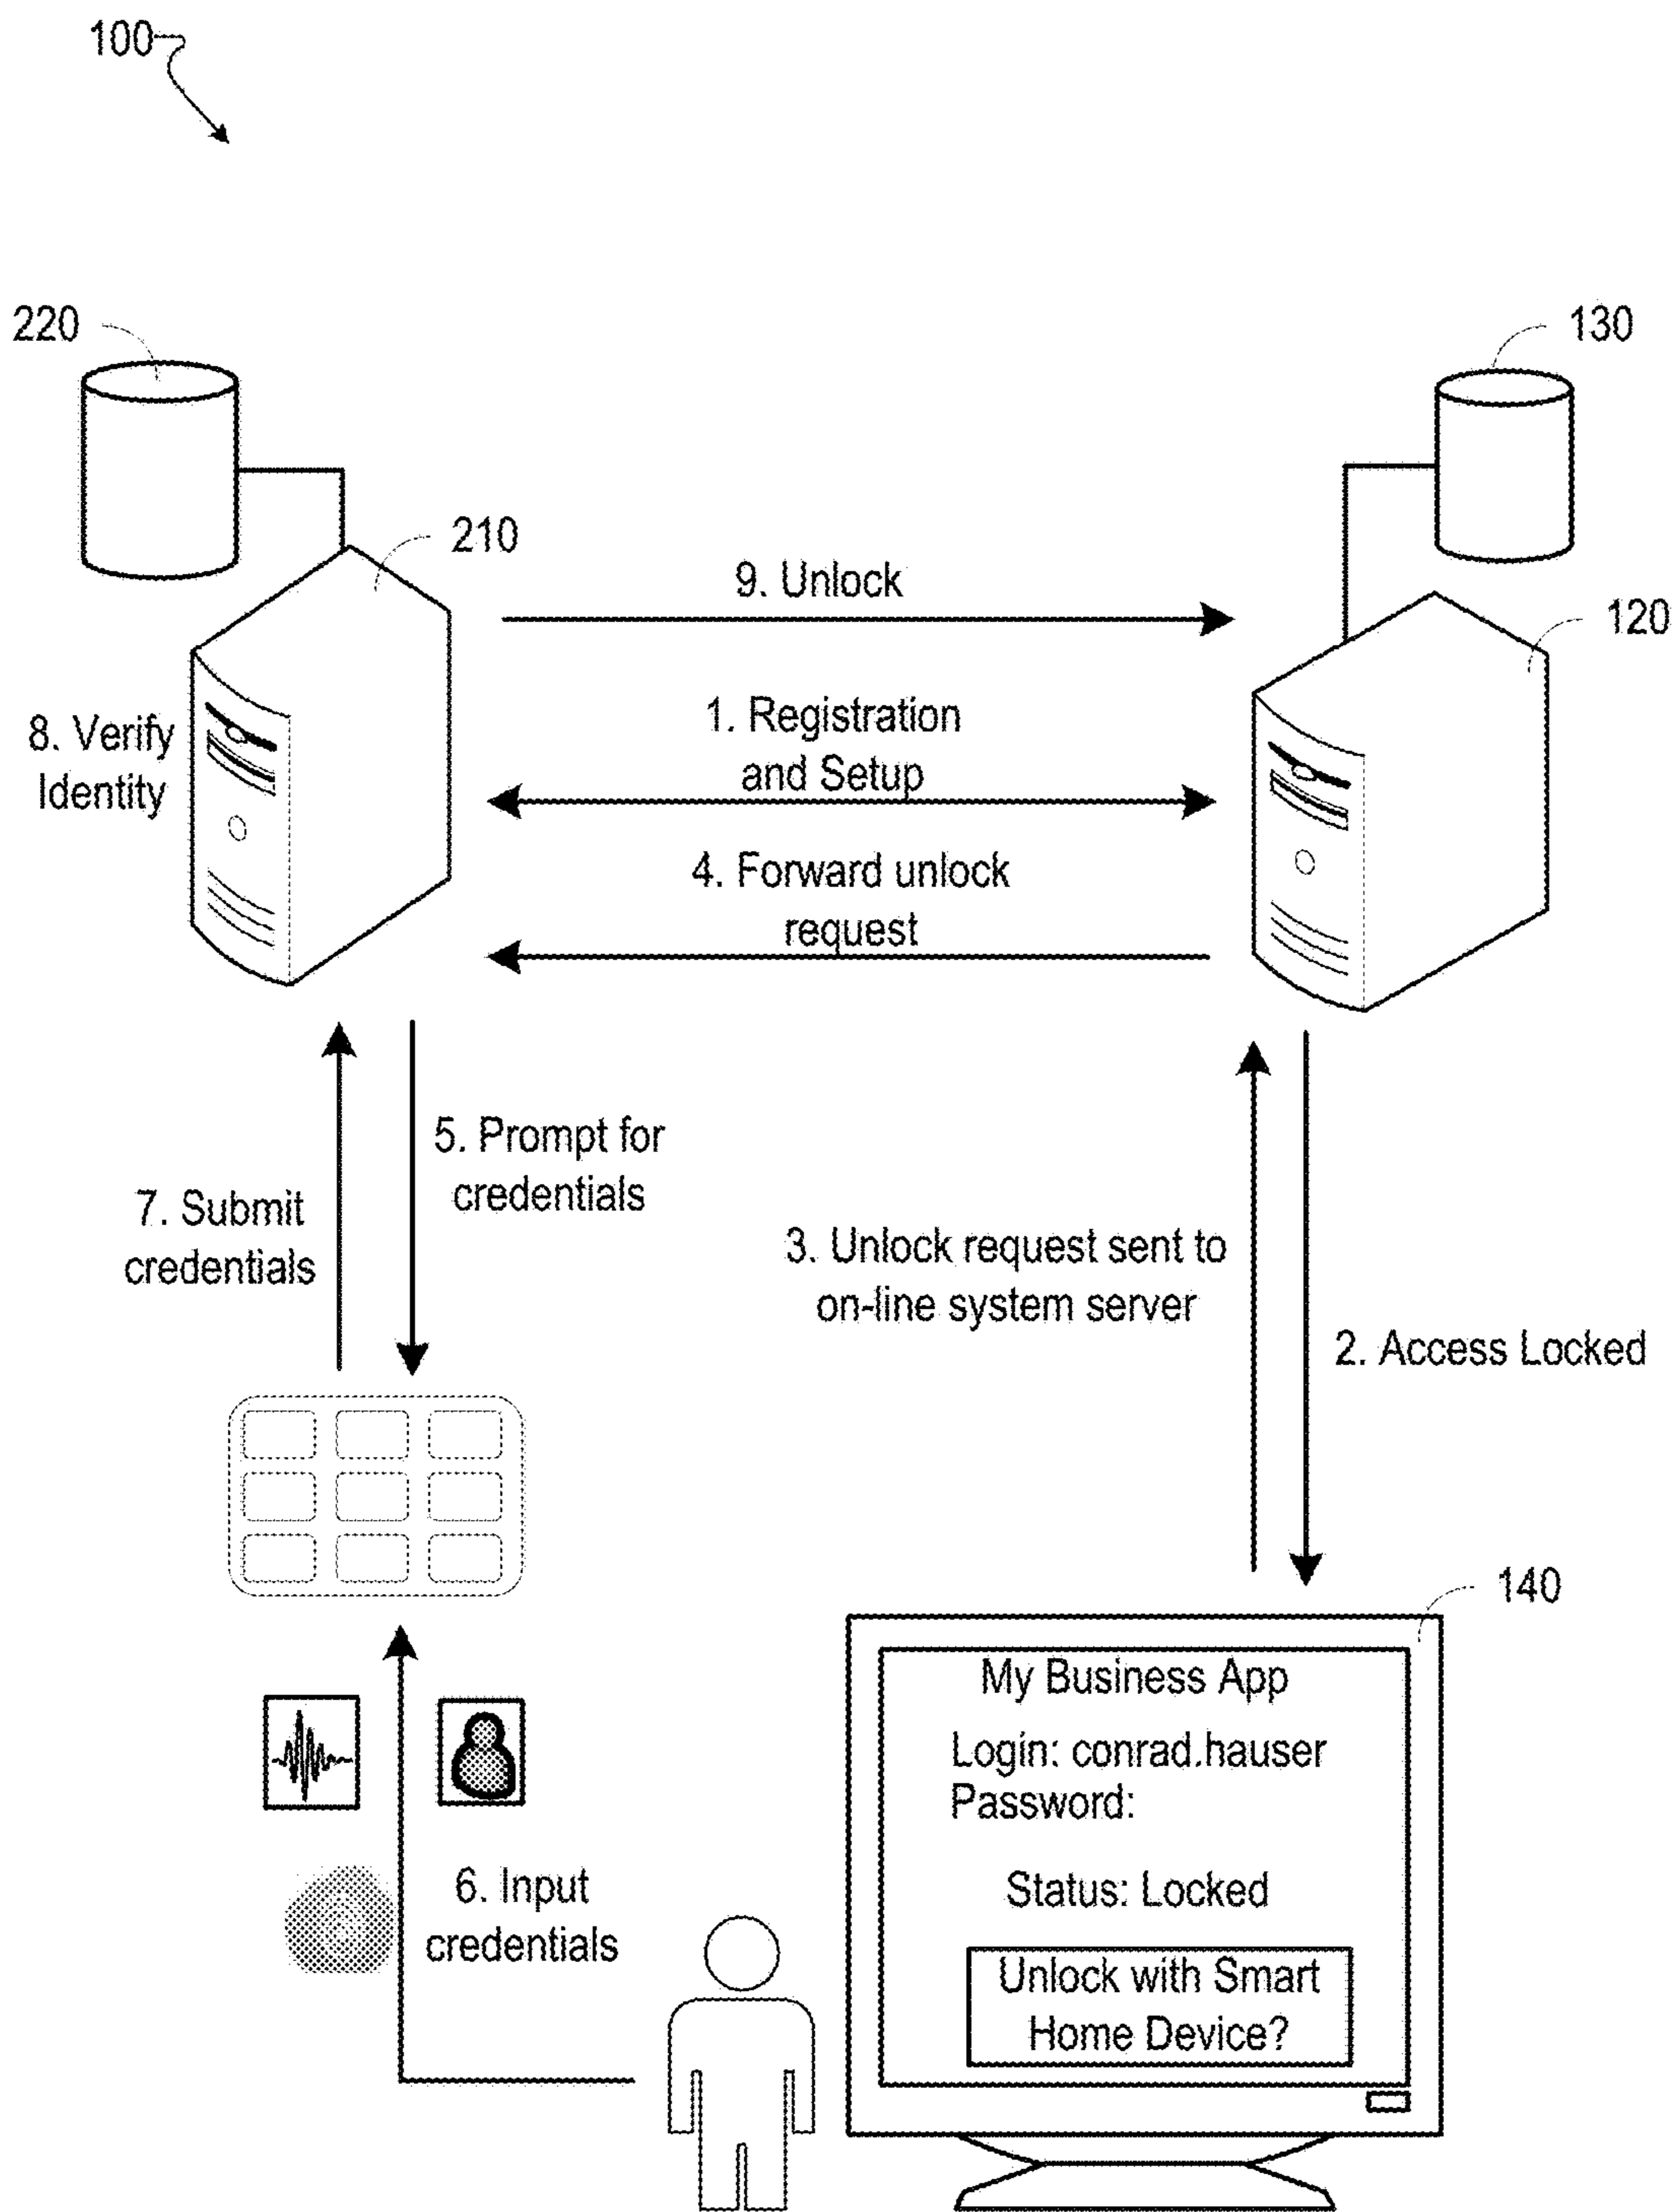 100
220
130
210
120
9. Unlock
1. Registration
and Setup
8. Verify
Identity
4. Forward unlock
request
5. Prompt for
credentials
7. Submit
credentials
3. Unlock request sent to
on-line system server
2. Access Locked
140
My Business App
Login: conrad.hauser
Password:
Status: Locked
Unlock with Smart
Home Device?
6. Input
credentials